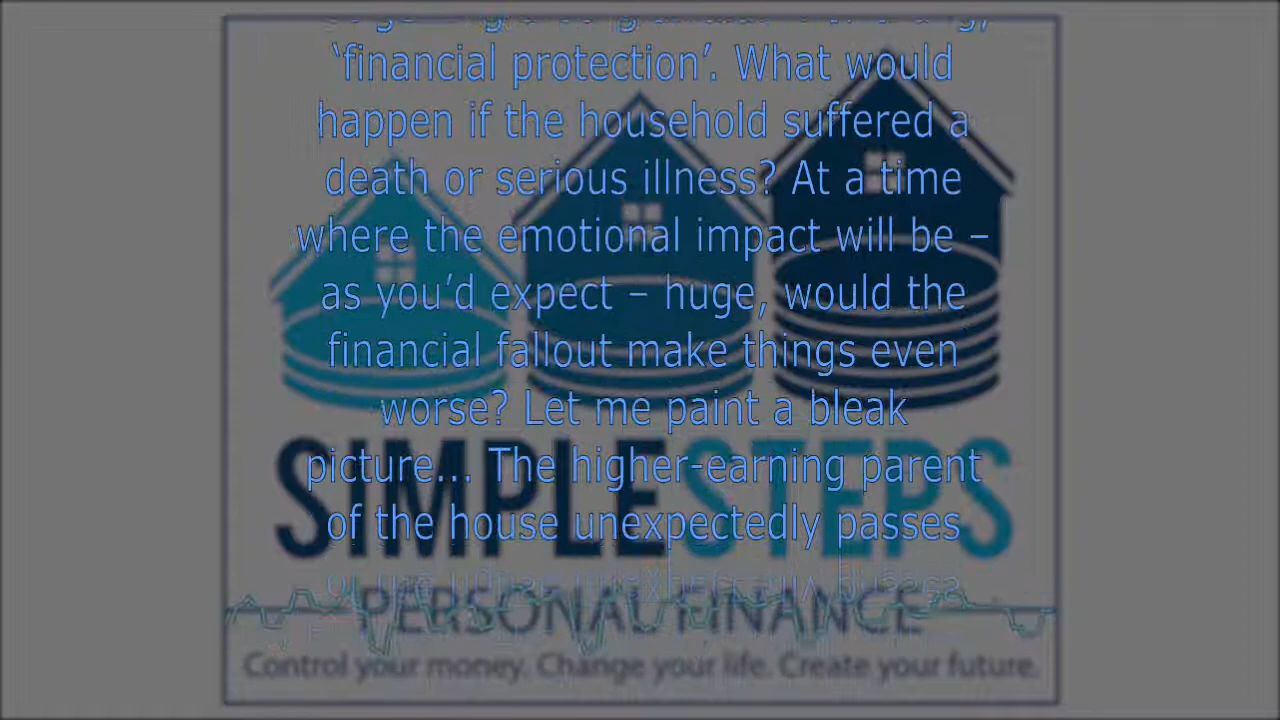 ‘financial protection’. What would
happen if the household suffered a
death or serious illness? At a time
where the emotional impact will be –
as you’d expect – huge, would the
financial fallout make things even
worse? Let me paint a bleak
picture... The higher-earning parent
of the house unexpectedly passes
SIMPLESTEPS
PERSONAL FINANCE
Control your money. Change your life. Create your future.